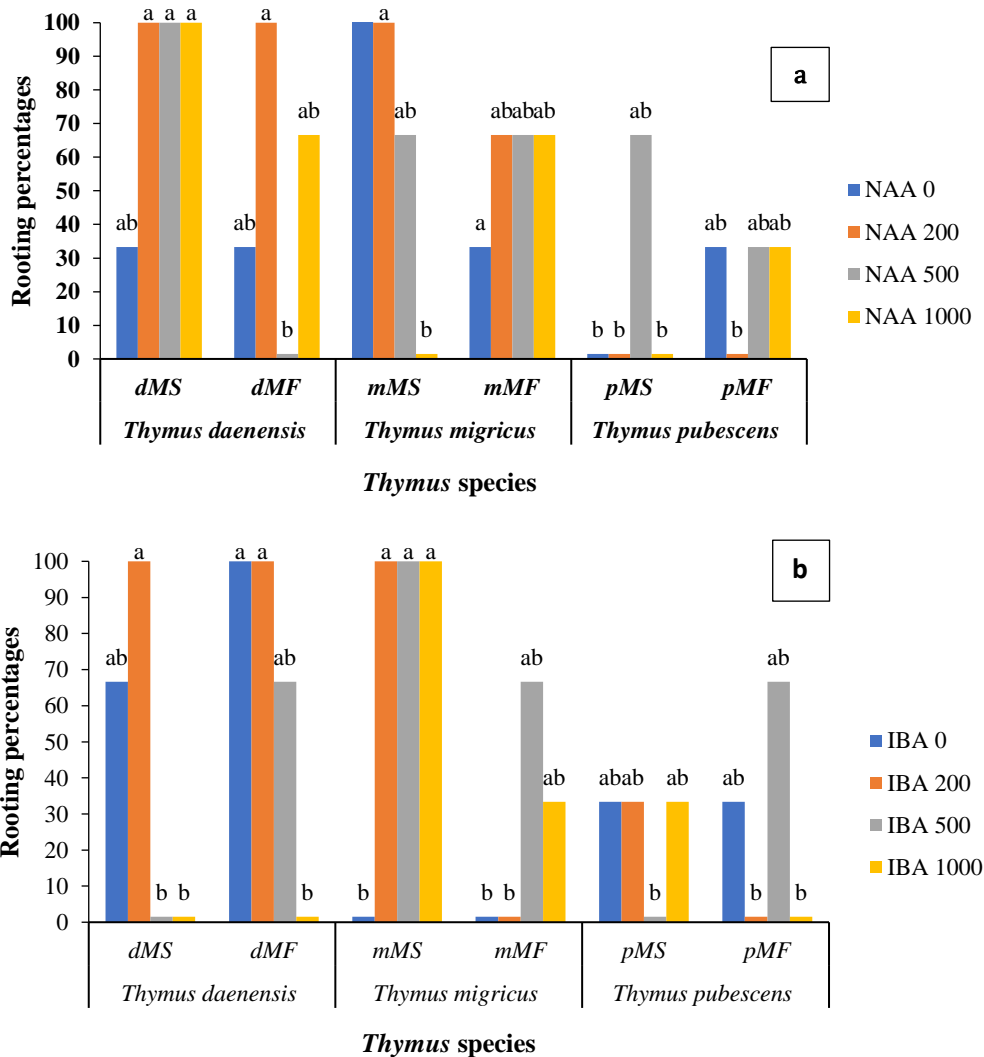 a a a a a
100
90
80
70
60
50
40
30
20
10
0
Rooting percentages
a
ab ab b ab
b ab
a ab ab ab
b b ab b
ab b ab ab
NAA 0
NAA 200
NAA 500
NAA 1000
dMS dMF mMS mMF pMS pMF
Thymus daenensis Thymus migricus Thymus pubescens
Thymus species
a a a a a a
100
90
80
70
60
50
40
30
20
10
0
Rooting percentages
b
ab b b
ab b
b
b b ab ab
ab ab b ab
ab b ab b
IBA 0
IBA 200
IBA 500
IBA 1000
dMS dMF mMS mMF pMS pMF
Thymus daenensis Thymus migricus Thymus pubescens
Thymus species